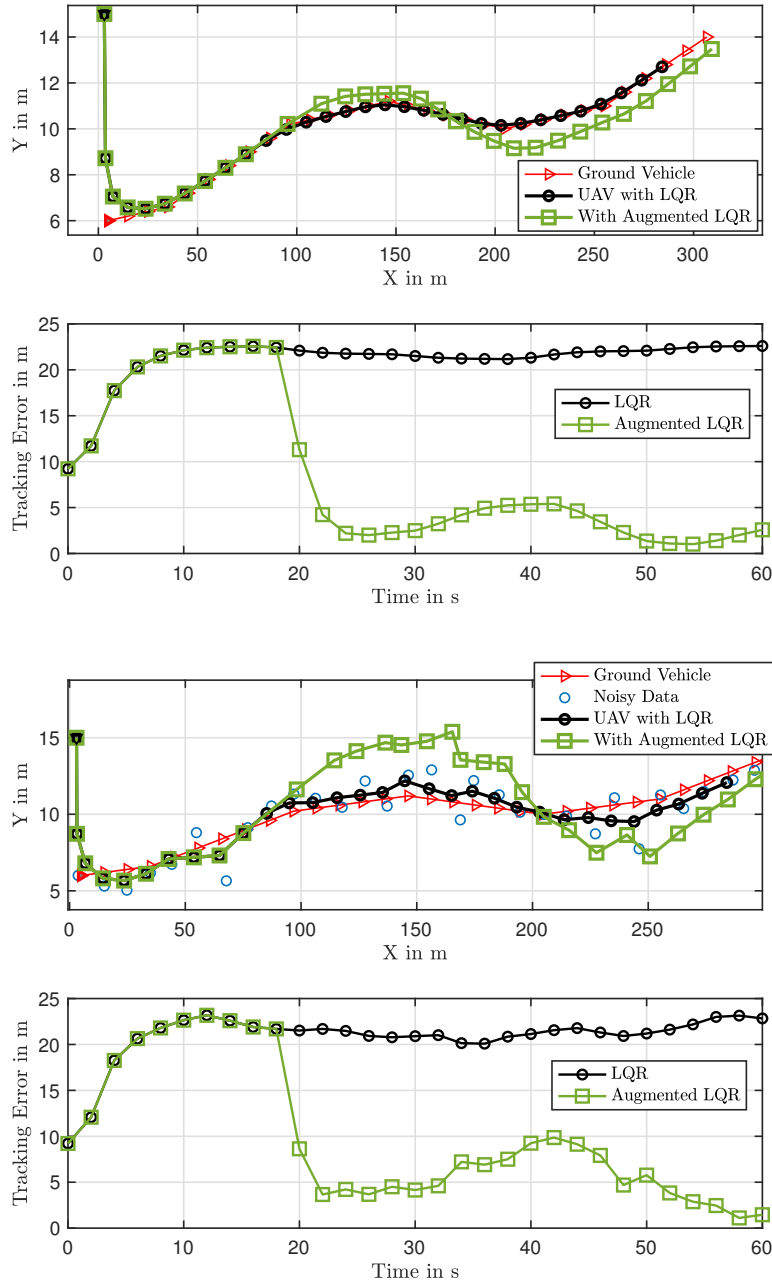 14
12
10
8
6
Y in m
0
50
100
150
200
250
300
X in m
Ground Vehicle
UAV with LQR
With Augmented LQR
25
20
15
10
5
0
Tracking Error in m
0
10
20
30
40
50
60
Time in s
LQR
Augmented LQR
15
10
5
Y in m
0
50
100
150
200
250
X in m
Ground Vehicle
Noisy Data
UAV with LQR
With Augmented LQR
25
20
15
10
5
0
Tracking Error in m
0
10
20
30
40
50
60
Time in s
LQR
Augmented LQR